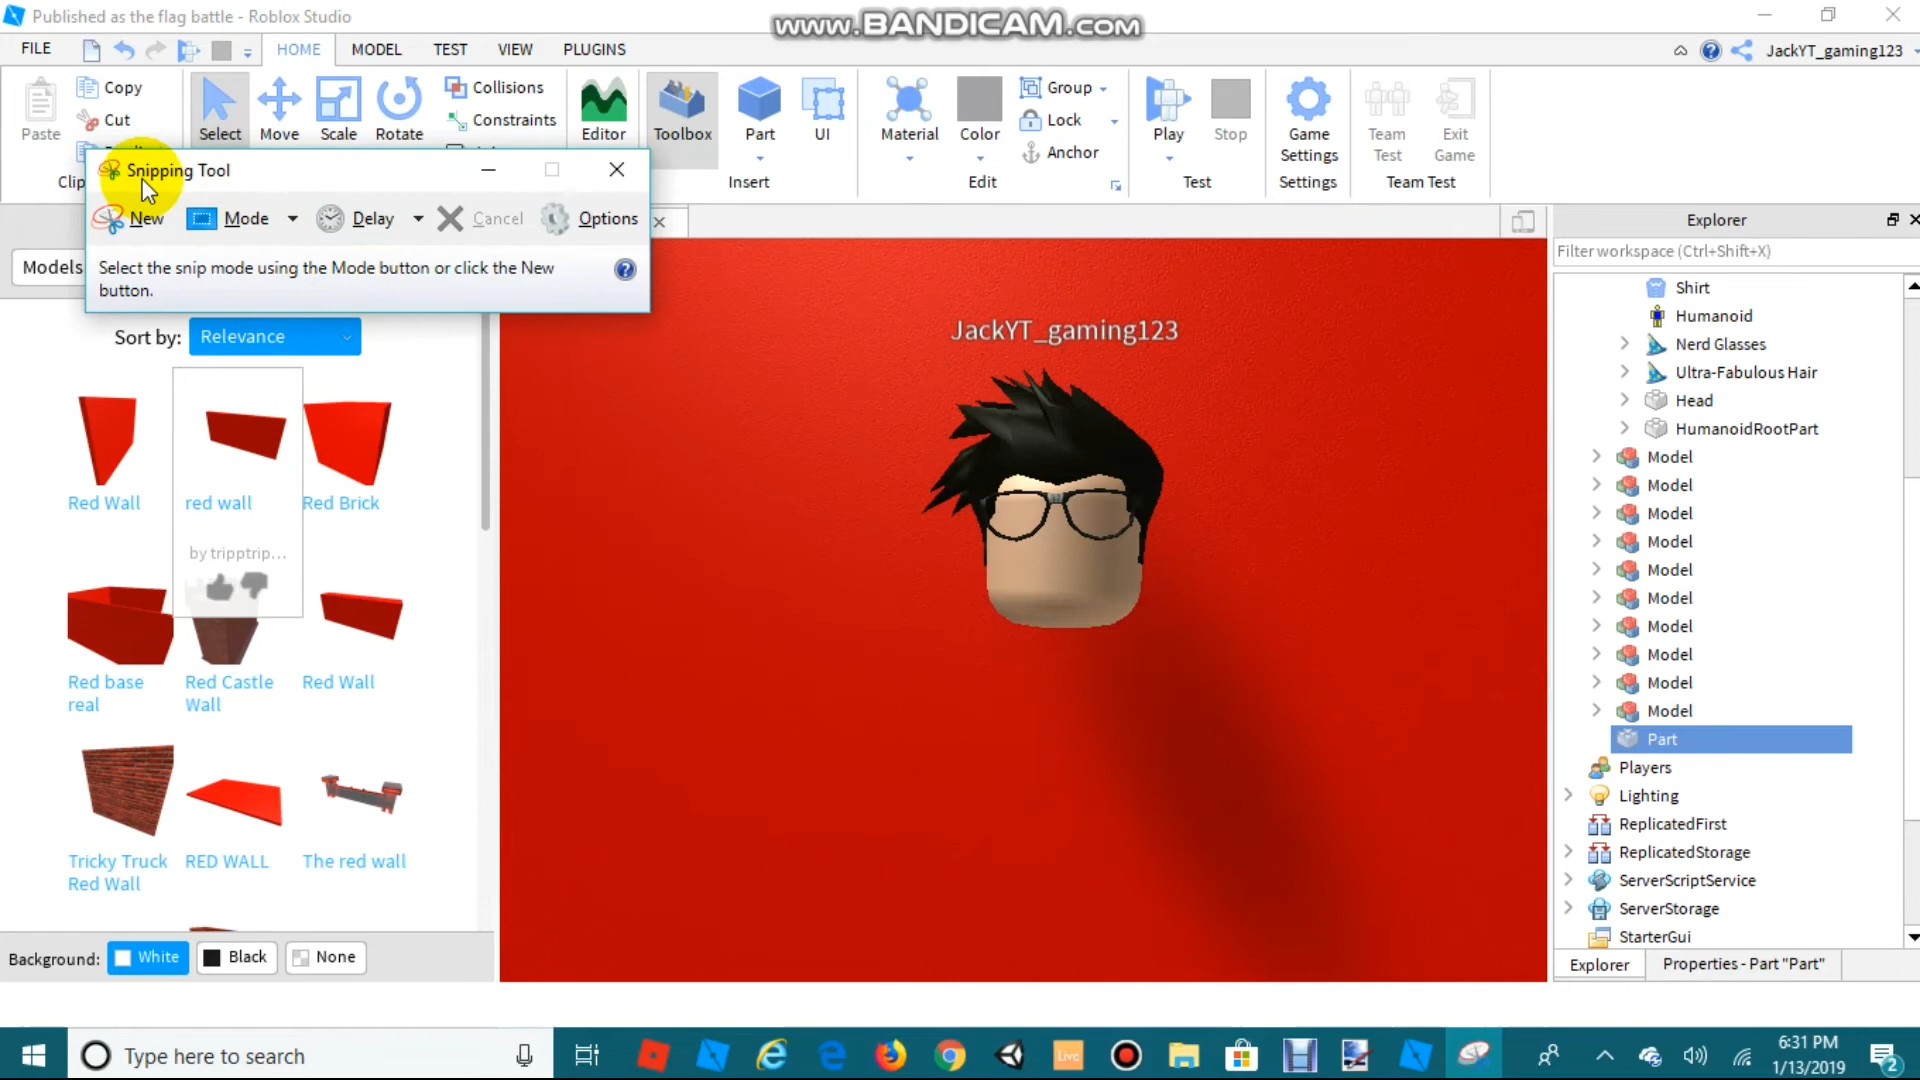 Published as the flag battle - Roblox Studio
www.BANDICAM.com
FILE
HOME
MODEL
TEST
VIEW
PLUGINS
JackYT_gaming123
Paste
Copy
Cut
Select
Move
Scale
Rotate
Collisions
Constraints
Editor
Toolbox
Part
UI
Material
Color
Group
Lock
Anchor
Play
Stop
Game Settings
Team Test
Exit Game
Clip
Insert
Edit
Test
Settings
Team Test
Snipping Tool
New
Mode
Delay
Cancel
Options
Select the snip mode using the Mode button or click the New
button.
Models
Sort by:
Relevance
Red Wall
red wall
Red Brick
by tripptrip...
Red base
real
Red Castle
Wall
Red Wall
Tricky Truck
Red Wall
RED WALL
The red wall
Background:
White
Black
None
JackYT_gaming123
Explorer
Filter workspace (Ctrl+Shift+X)
Shirt
Humanoid
Nerd Glasses
Ultra-Fabulous Hair
Head
HumanoidRootPart
Model
Model
Model
Model
Model
Model
Model
Model
Model
Model
Part
Players
Lighting
ReplicatedFirst
ReplicatedStorage
ServerScriptService
ServerStorage
StarterGui
Explorer
Properties - Part "Part"
Type here to search
Live
6:31 PM
1/13/2019
2